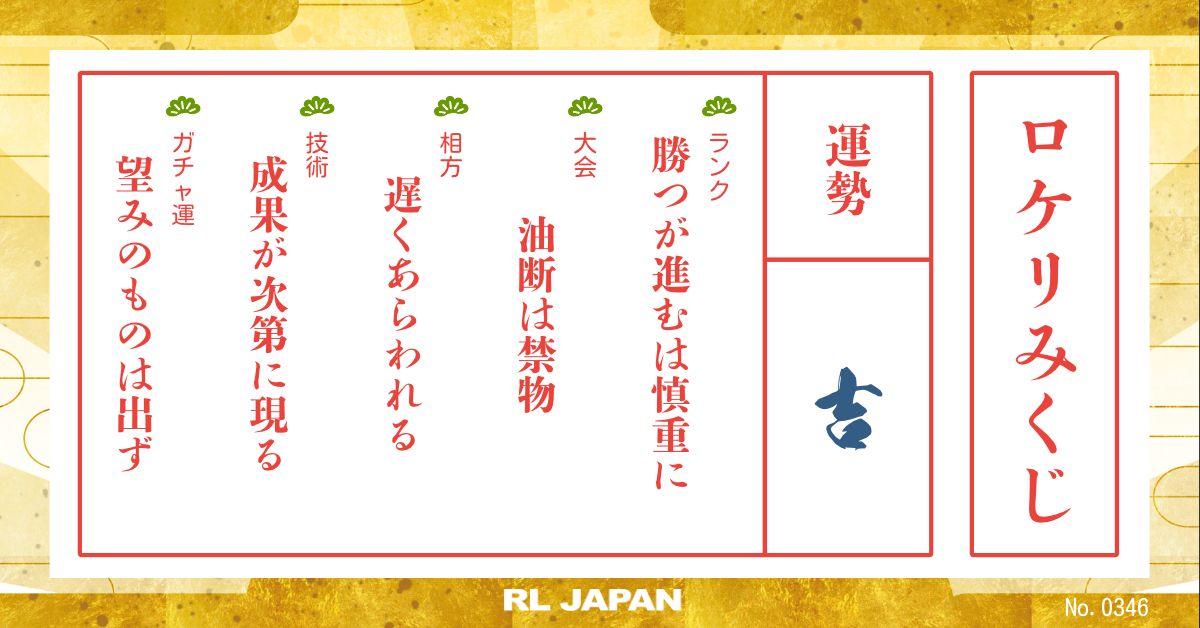 ロケリみくじ
運勢
吉
ランク
勝つが進むは慎重に
大会
油断は禁物
相方
遅くあらわれる
技術
成果が次第に現る
ガチャ運
望みのものは出ず
RL JAPAN
No. 0346